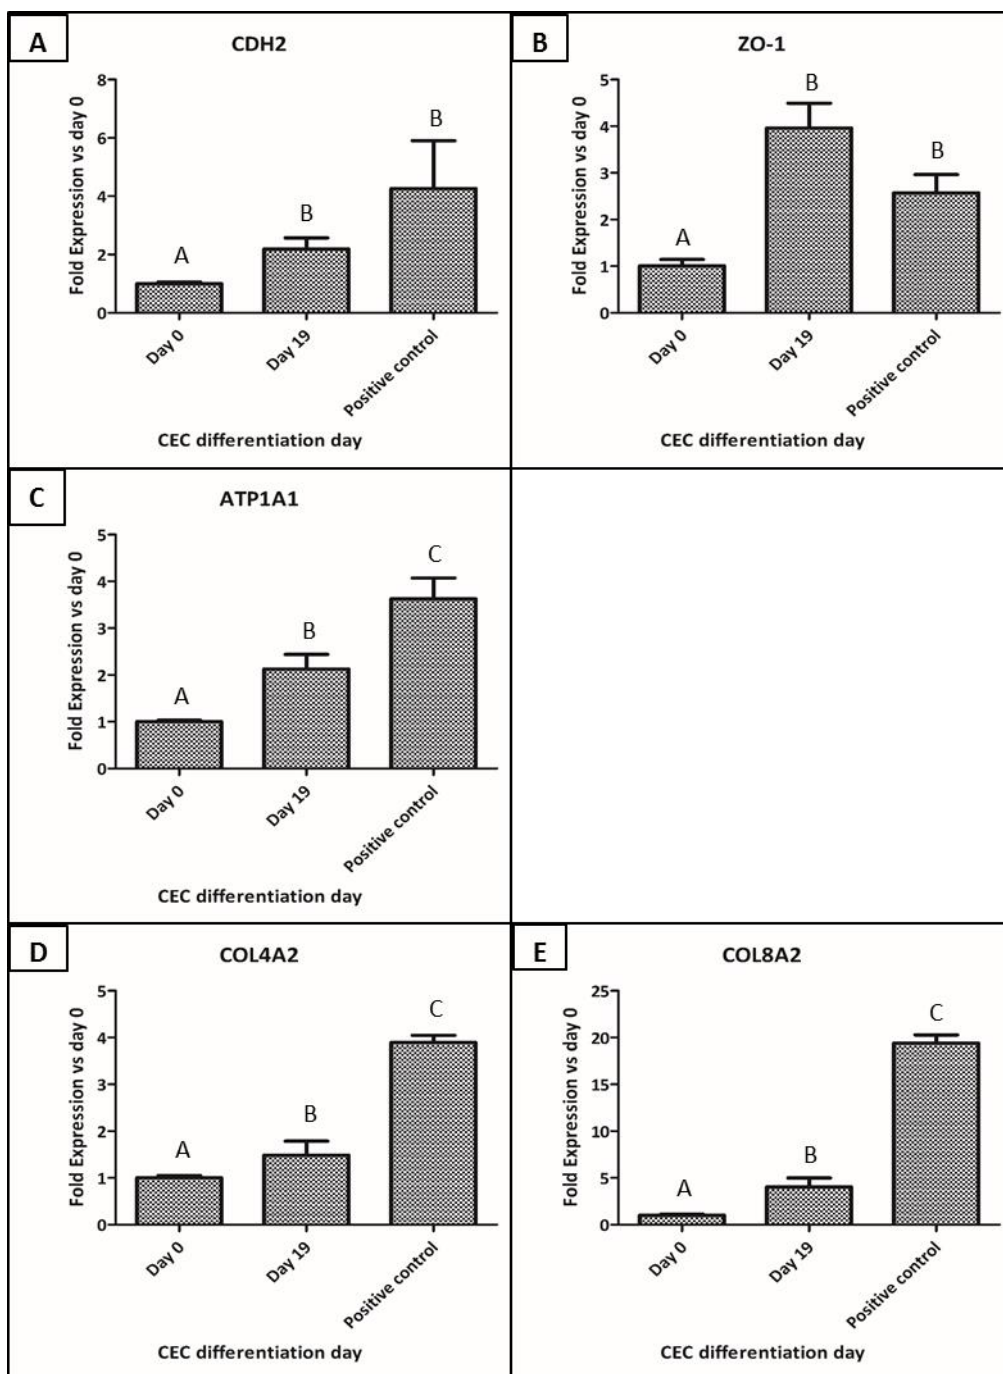 A
CDH2
Fold Expression vs day 0
8
6
4
2
0
B
B
A
Day 0
Day 19
Positive control
CEC differentiation day
B
ZO-1
Fold Expression vs day 0
5
4
3
2
1
0
B
B
A
Day 0
Day 19
Positive control
CEC differentiation day
C
ATP1A1
Fold Expression vs day 0
5
4
3
2
1
0
C
B
A
Day 0
Day 19
Positive control
CEC differentiation day
D
COL4A2
Fold Expression vs day 0
5
4
3
2
1
0
C
B
A
Day 0
Day 19
Positive control
CEC differentiation day
E
COL8A2
Fold Expression vs day 0
25
20
15
10
5
0
C
B
A
Day 0
Day 19
Positive control
CEC differentiation day